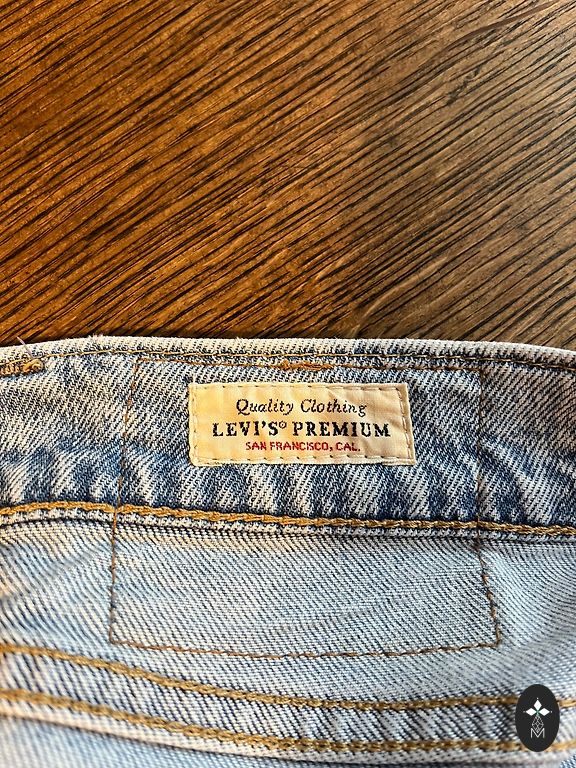 Quality Clothing
LEVI'S® PREMIUM
SAN FRANCISCO, CAL.